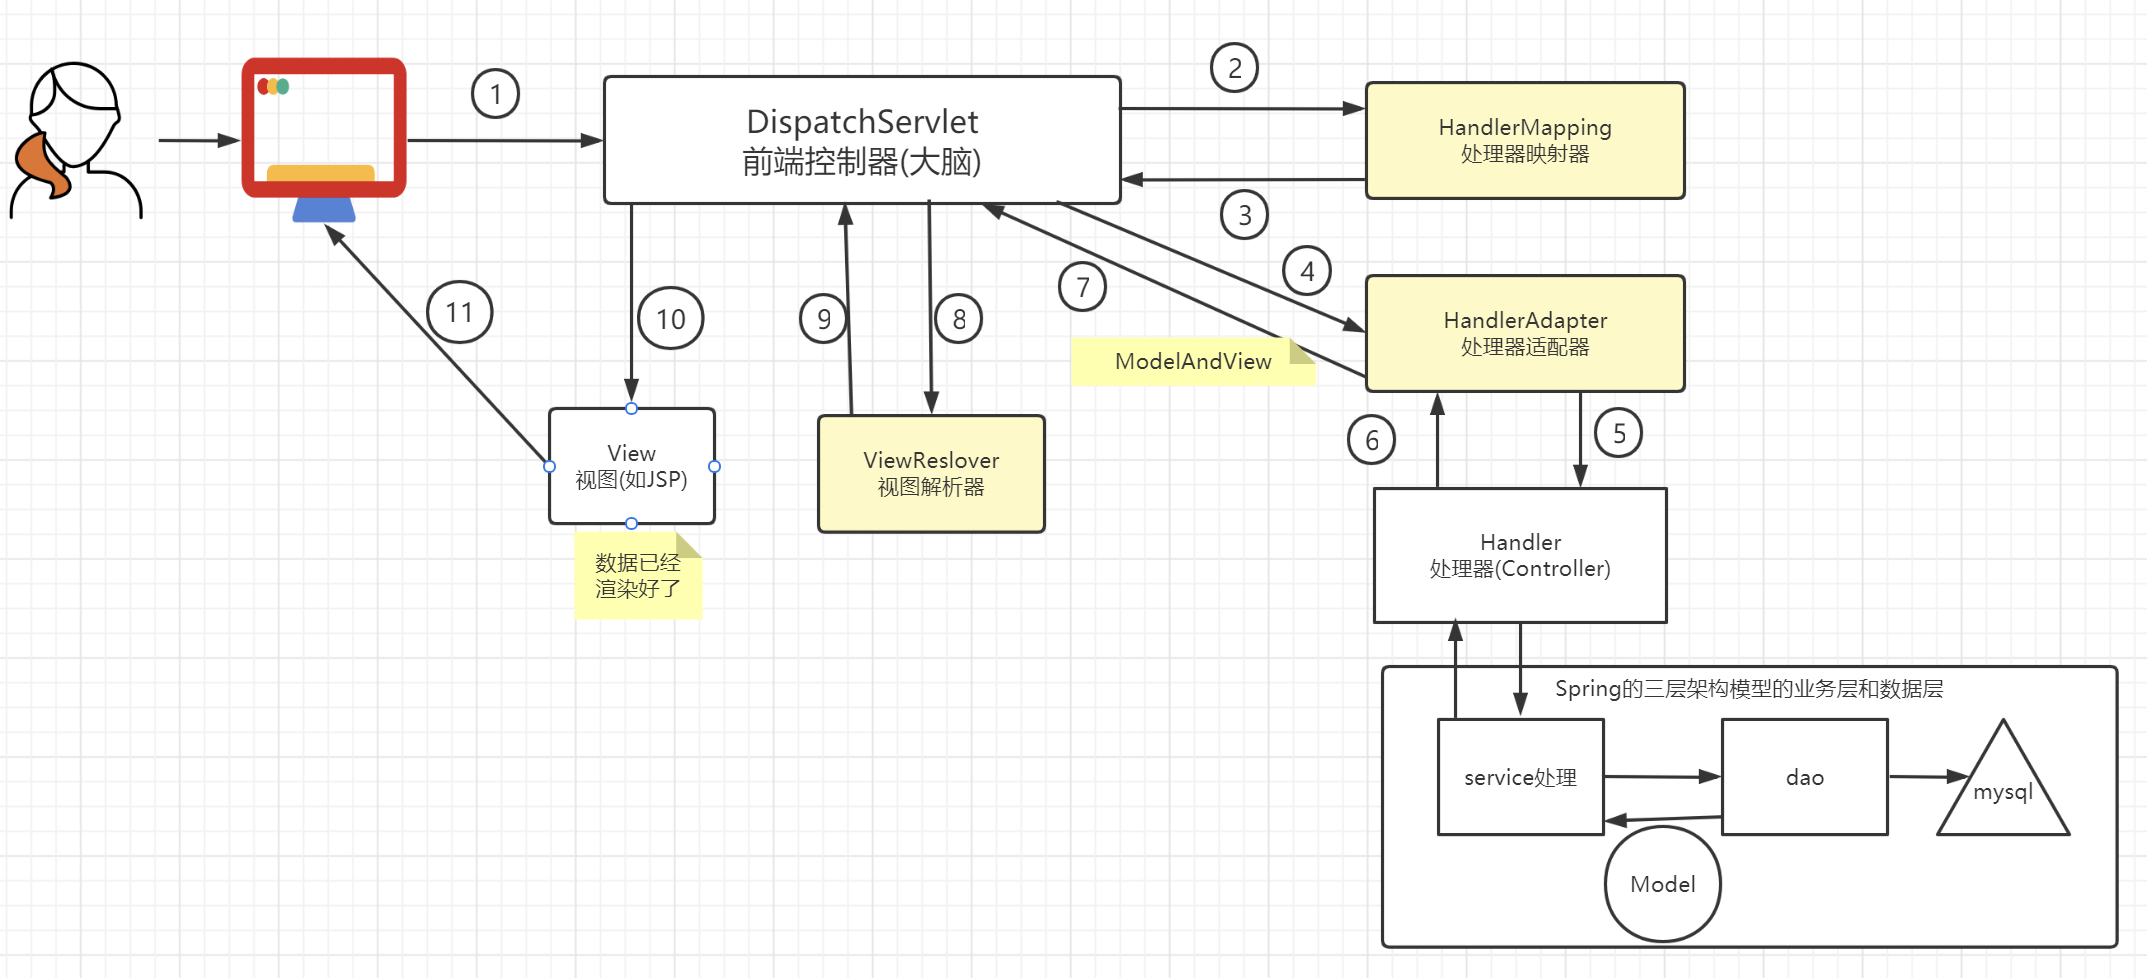 1
DispatchServlet
前端控制器(大脑)
2
HandlerMapping
处理器映射器
3
4
7
HandlerAdapter
处理器适配器
ModelAndView
11
10
9
8
6
5
View
视图(如JSP)
数据已经
渲染好了
ViewReslover
视图解析器
Handler
处理器(Controller)
Spring的三层架构模型的业务层和数据层
service处理
dao
mysql
Model